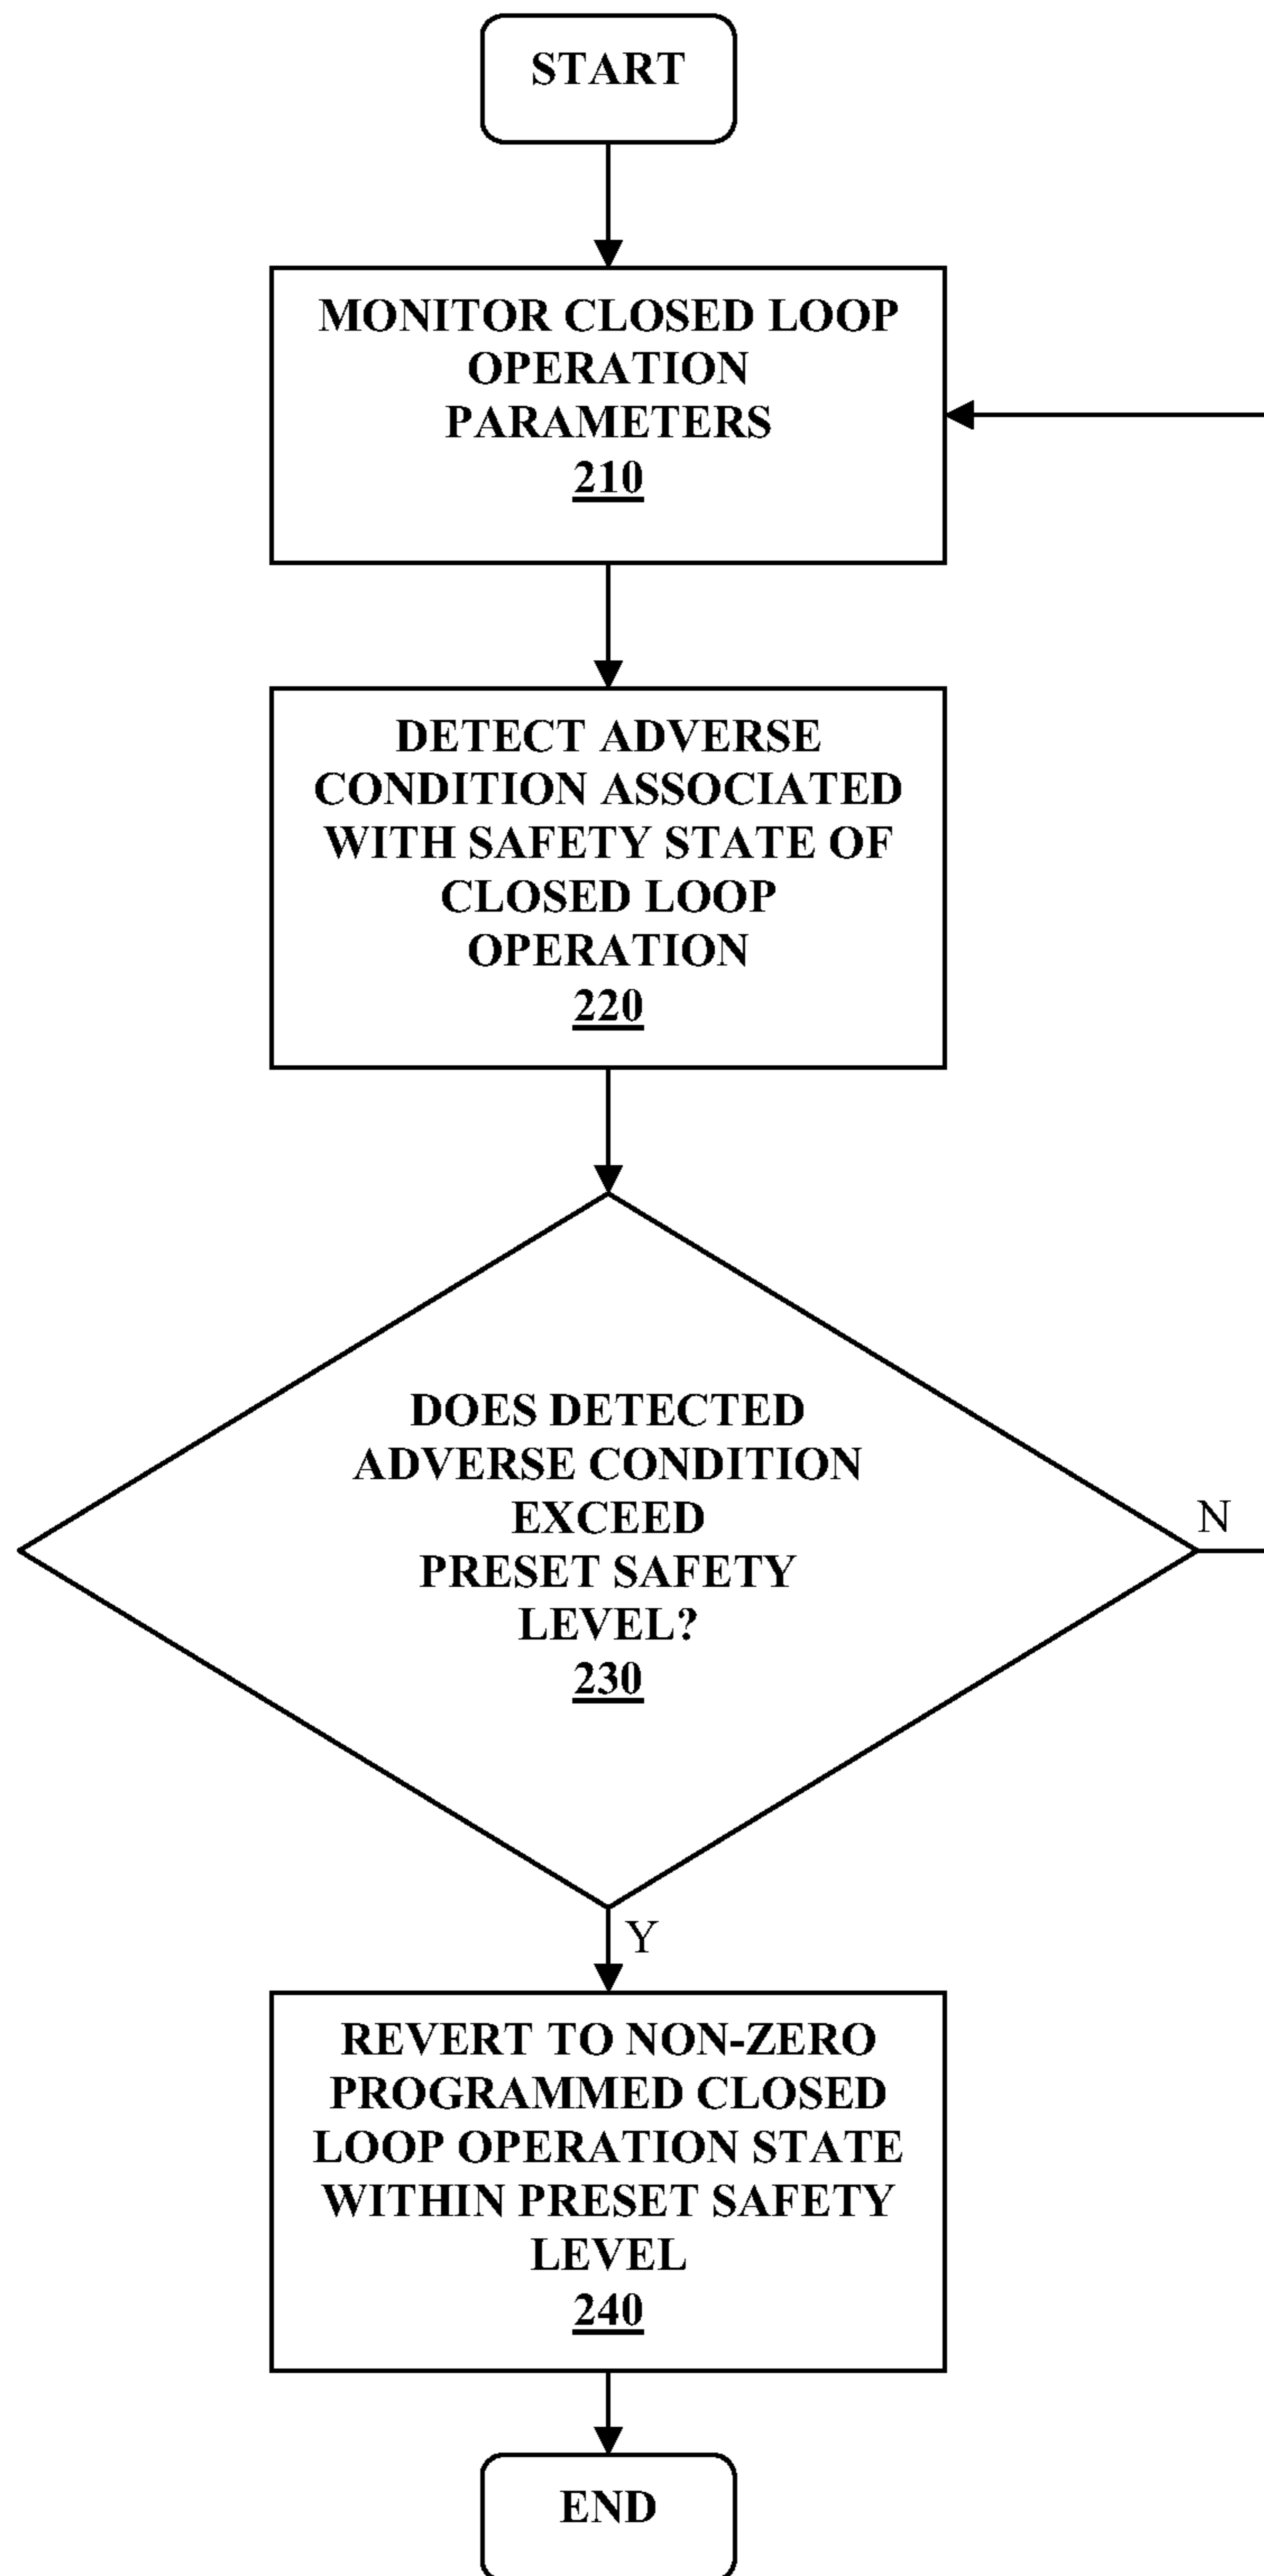 START
MONITOR CLOSED LOOP
OPERATION
PARAMETERS
210
DETECT ADVERSE
CONDITION ASSOCIATED
WITH SAFETY STATE OF
CLOSED LOOP
OPERATION
220
DOES DETECTED
ADVERSE CONDITION
EXCEED
PRESET SAFETY
LEVEL?
230
N
Y
REVERT TO NON-ZERO
PROGRAMMED CLOSED
LOOP OPERATION STATE
WITHIN PRESET SAFETY
LEVEL
240
END